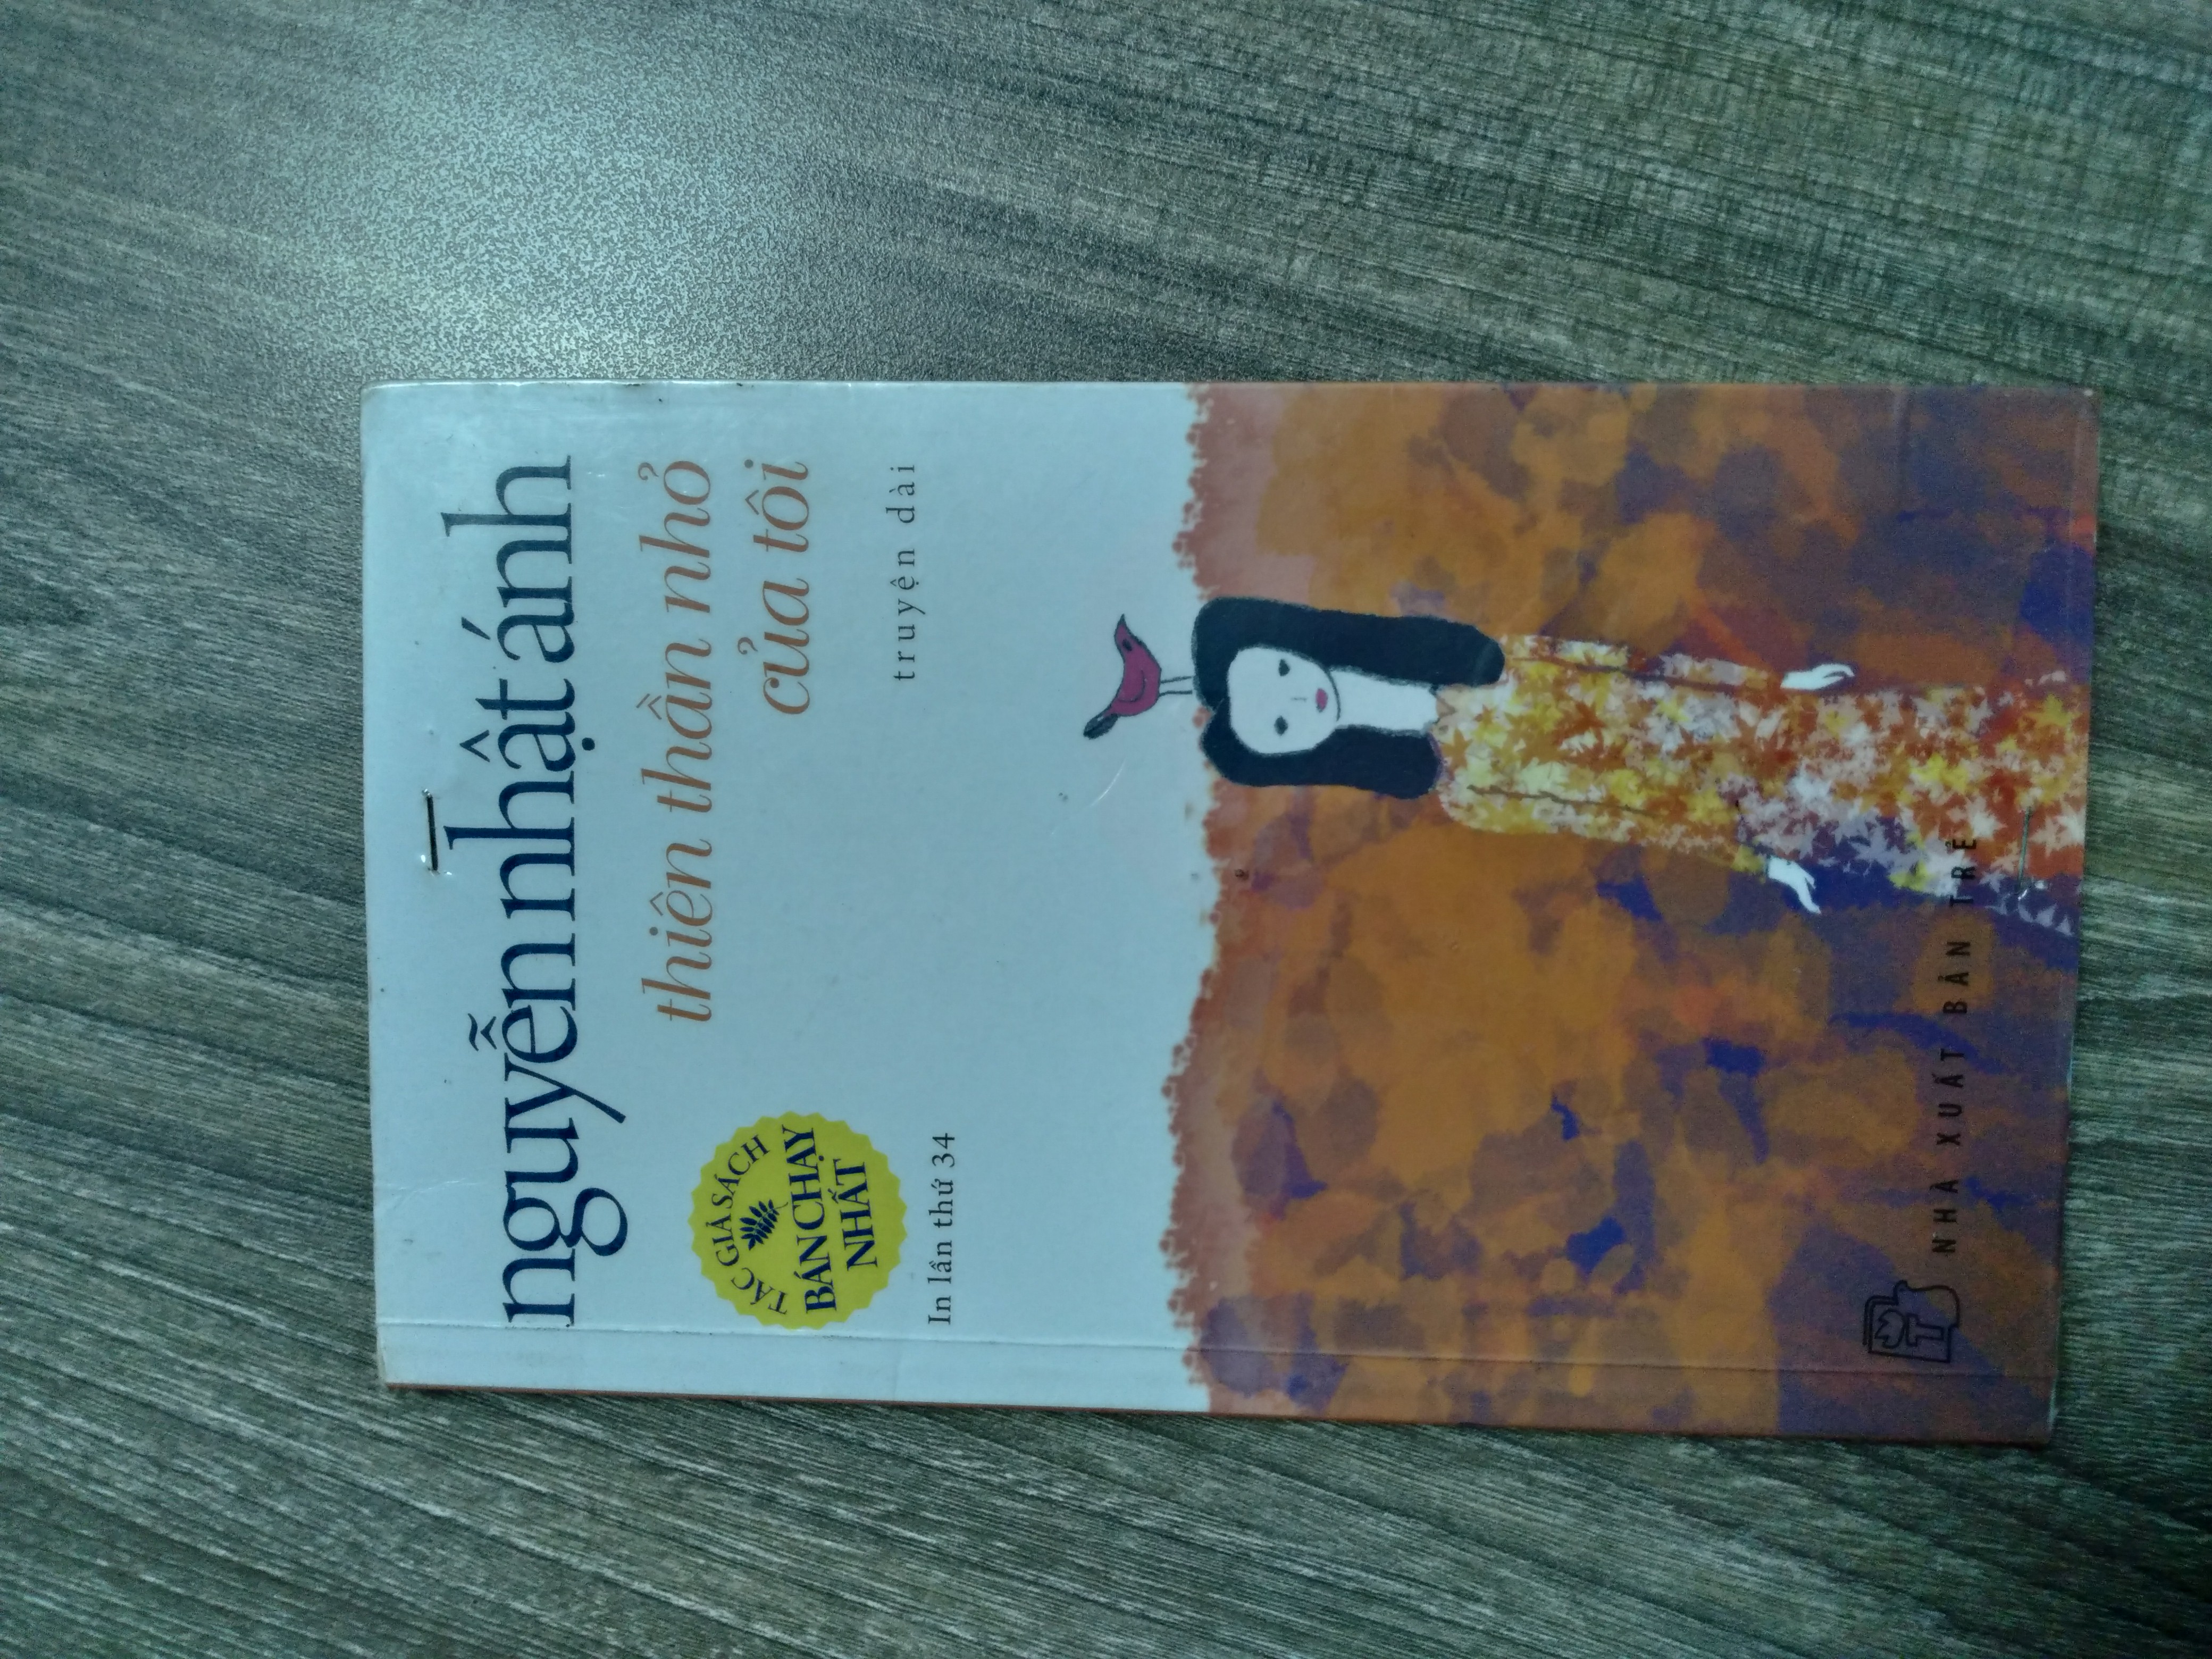 nguyễn nhật ánh
thiên thần nhỏ
của tôi
TÁC GIẢ SÁCH
BÁN CHẠY
NHẤT
truyện dài
In lần thứ 34
T
NHÀ XUẤT BẢN TRẺ